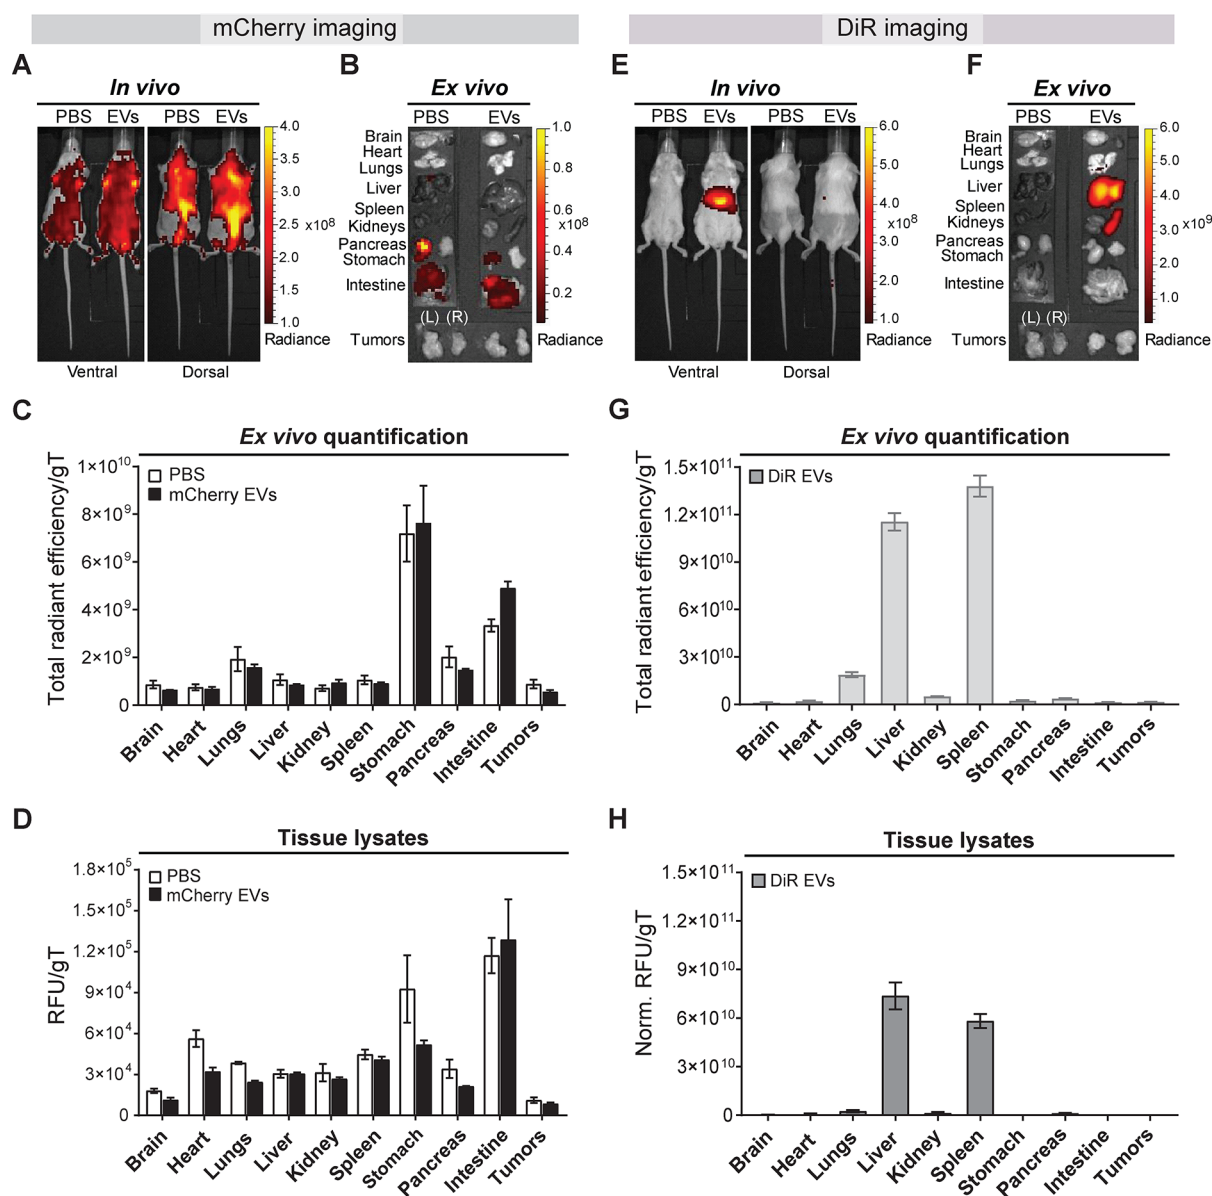 mCherry imaging
DiR imaging
A
In vivo
PBS EVs PBS EVs
4.0
3.5
3.0
2.5
×10⁸
2.0
1.5
1.0
Radiance
Ventral Dorsal
B
Ex vivo
PBS EVs
Brain
Heart
Lungs
Liver
Spleen
Kidneys
Pancreas
Stomach
Intestine
(L) (R)
Tumors
1.0
0.8
0.6
×10⁸
0.4
0.2
Radiance
E
In vivo
PBS EVs PBS EVs
6.0
5.0
4.0
×10⁸
3.0
2.0
1.0
Radiance
Ventral Dorsal
F
Ex vivo
PBS EVs
Brain
Heart
Lungs
Liver
Spleen
Kidneys
Pancreas
Stomach
Intestine
(L) (R)
Tumors
6.0
5.0
4.0
×10⁹
3.0
2.0
1.0
Radiance
C
Ex vivo quantification
Total radiant efficiency/gT
1×10¹⁰
8×10⁹
6×10⁹
4×10⁹
2×10⁹
0
PBS
mCherry EVs
Brain Heart Lungs Liver Kidney Spleen Stomach Pancreas Intestine Tumors
G
Ex vivo quantification
Total radiant efficiency/gT
1.5×10¹¹
1.2×10¹¹
9×10¹⁰
6×10¹⁰
3×10¹⁰
0
DiR EVs
Brain Heart Lungs Liver Kidney Spleen Stomach Pancreas Intestine Tumors
D
Tissue lysates
RFU/gT
1.8×10⁵
1.5×10⁵
1.2×10⁵
9×10⁴
6×10⁴
3×10⁴
0
PBS
mCherry EVs
Brain Heart Lungs Liver Kidney Spleen Stomach Pancreas Intestine Tumors
H
Tissue lysates
Norm. RFU/gT
1.5×10¹¹
1.2×10¹¹
9×10¹⁰
6×10¹⁰
3×10¹⁰
0
DiR EVs
Brain Heart Lungs Liver Kidney Spleen Stomach Pancreas Intestine Tumors